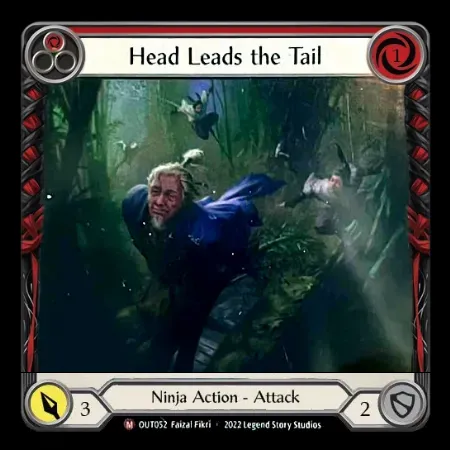 Head Leads the Tail
1
Ninja Action - Attack
3
2
M OUT052 Faizal Fikri · 2022 Legend Story Studios